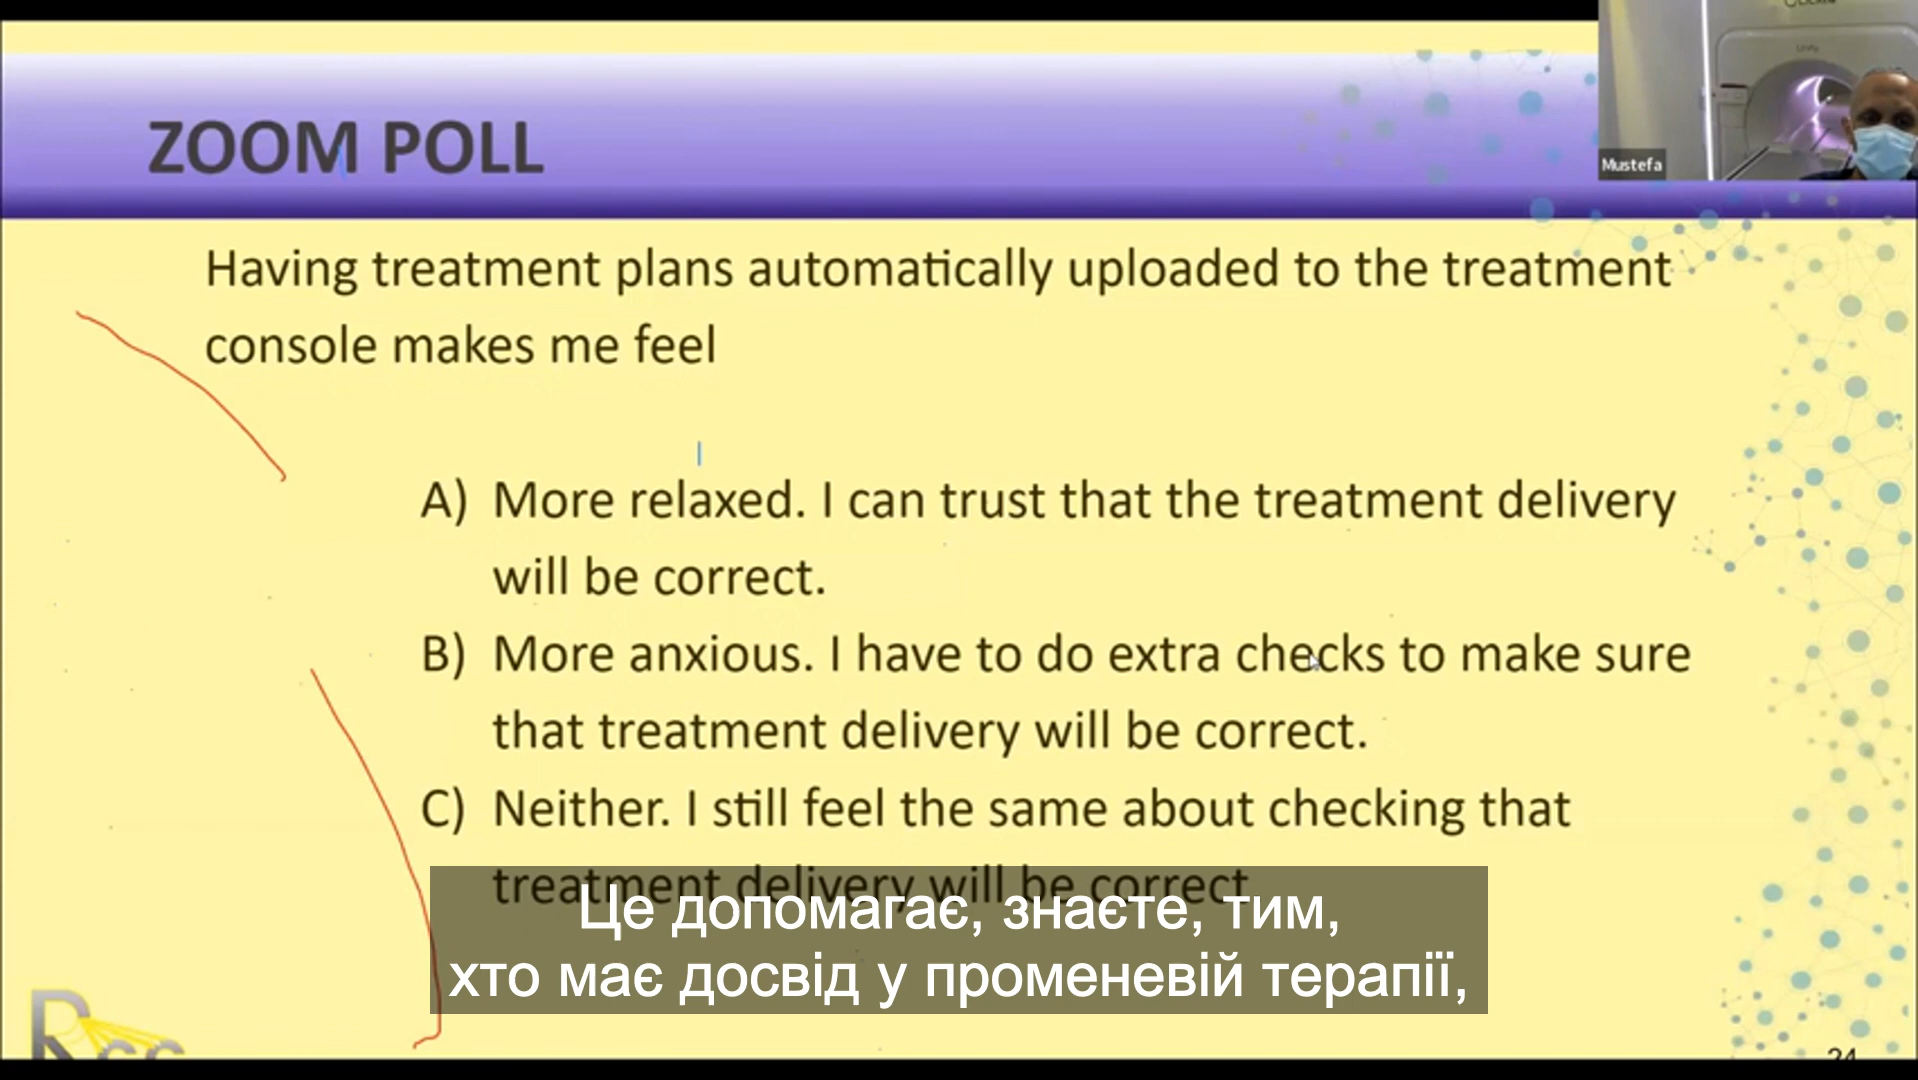 ZOOM POLL
Mustefa
Having treatment plans automatically uploaded to the treatment
console makes me feel
A) More relaxed. I can trust that the treatment delivery
will be correct.
B) More anxious. I have to do extra checks to make sure
that treatment delivery will be correct.
C) Neither. I still feel the same about checking that
treatment delivery will be correct
Це допомагає, знаєте, тим,
хто має досвід у променевій терапії,
24